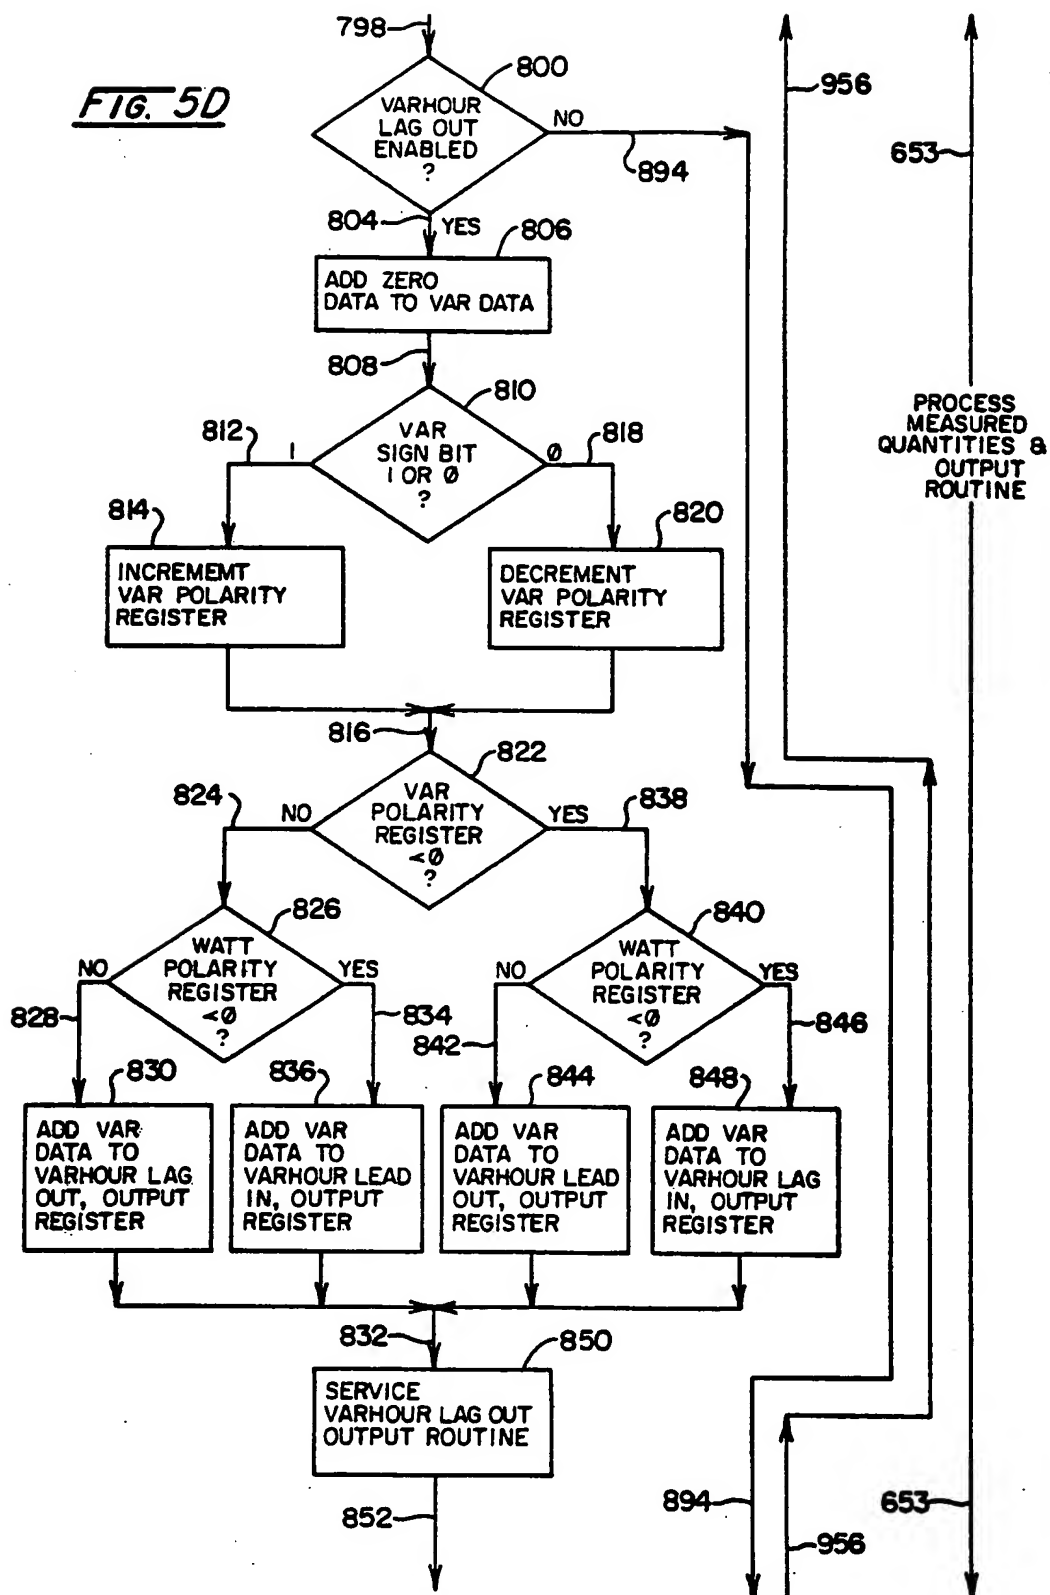 798
FIG. 5D
800
VARHOUR
LAG OUT
ENABLED
?
NO
894
956
653
804
YES
806
ADD ZERO
DATA TO VAR DATA
808
810
VAR
SIGN BIT
1 OR Ø
?
812
1
Ø
818
814
INCREMEMT
VAR POLARITY
REGISTER
820
DECREMENT
VAR POLARITY
REGISTER
PROCESS
MEASURED
QUANTITIES &
OUTPUT
ROUTINE
816
822
VAR
POLARITY
REGISTER
<Ø
?
824
NO
YES
838
826
WATT
POLARITY
REGISTER
<Ø
?
NO
828
YES
834
840
WATT
POLARITY
REGISTER
<Ø
?
NO
842
YES
846
830
ADD VAR
DATA TO
VARHOUR LAG
OUT, OUTPUT
REGISTER
836
ADD VAR
DATA TO
VARHOUR LEAD
IN, OUTPUT
REGISTER
844
ADD VAR
DATA TO
VARHOUR LEAD
OUT, OUTPUT
REGISTER
848
ADD VAR
DATA TO
VARHOUR LAG
IN, OUTPUT
REGISTER
832
850
SERVICE
VARHOUR LAG OUT
OUTPUT ROUTINE
852
894
956
653